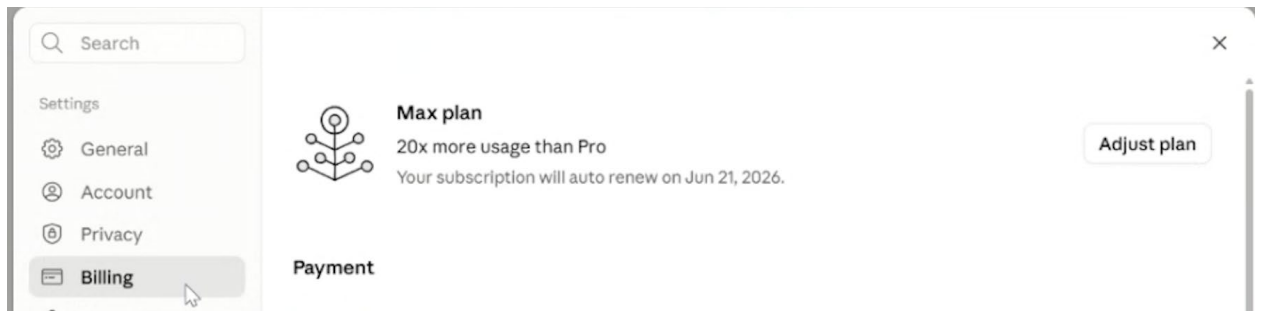 Search
Settings
General
Account
Privacy
Billing
Max plan
20x more usage than Pro
Your subscription will auto renew on Jun 21, 2026.
Adjust plan
Payment